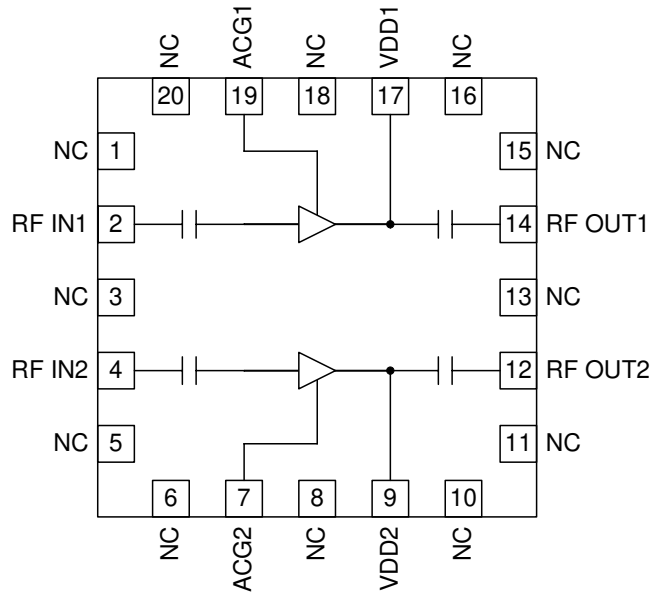 NC
ACG1
NC
VDD1
NC
20
19
18
17
16
NC 1
15 NC
RF IN1 2
14 RF OUT1
NC 3
13 NC
RF IN2 4
12 RF OUT2
NC 5
11 NC
6
7
8
9
10
NC
ACG2
NC
VDD2
NC